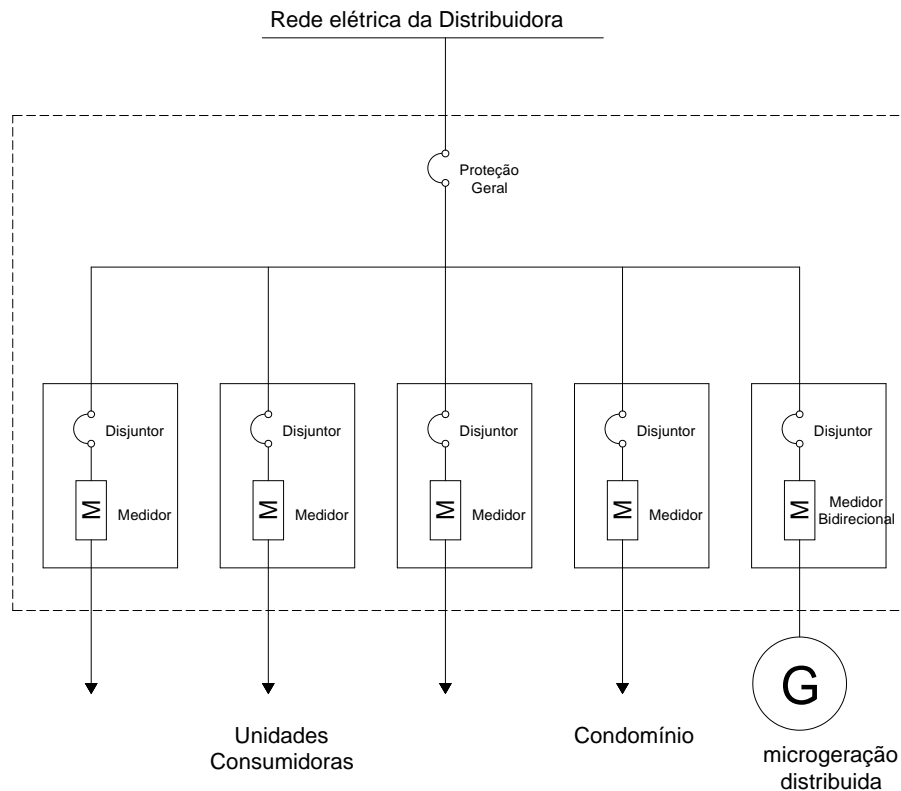 Rede elétrica da Distribuidora
Proteção
Geral
Disjuntor
Disjuntor
Disjuntor
Disjuntor
Disjuntor
M
Medidor
M
Medidor
M
Medidor
M
Medidor
M
Medidor
Bidirecional
G
Unidades
Consumidoras
Condomínio
microgeração
distribuida